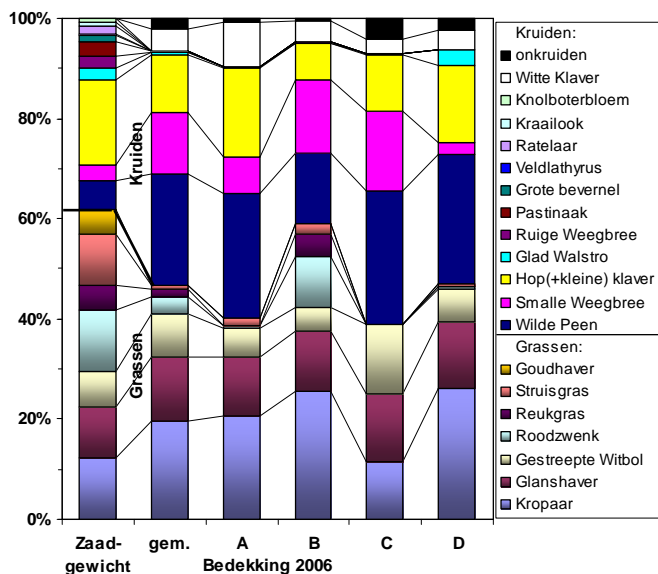 100%
80%
60%
40%
20%
0%
Kruiden
Grassen
Zaad-
gewicht
gem.
A
B
C
D
Bedekking 2006
Kruiden:
onkruiden
Witte Klaver
Knolboterbloem
Kraailook
Ratelaar
Veldlathyrus
Grote bevernel
Pastinaak
Ruige Weegbree
Glad Walstro
Hop(+kleine) klaver
Smalle Weegbree
Wilde Peen
Grassen:
Goudhaver
Struisgras
Reukgras
Roodzwenk
Gestreepte Witbol
Glanshaver
Kropaar